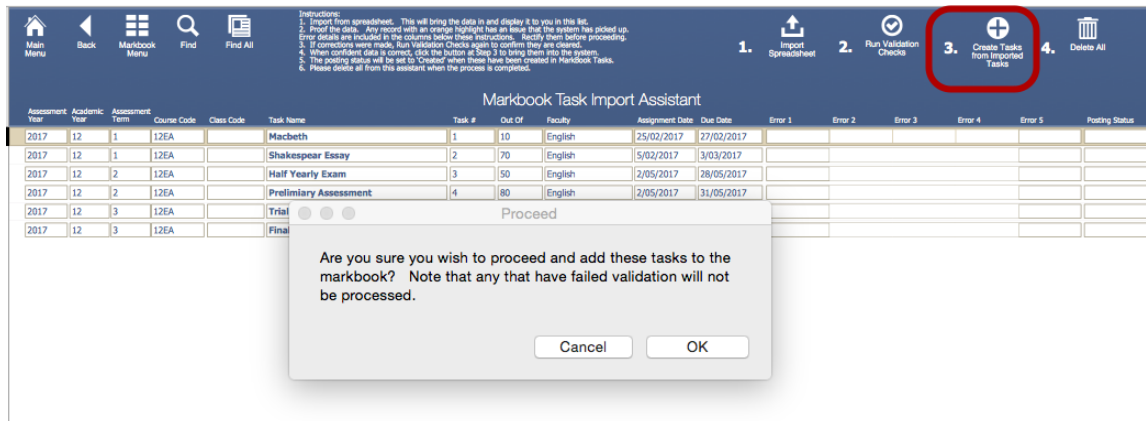 Instructions:
1. Import from spreadsheet. This will bring the data in and display it to you in this list.
2. Proof the data. Any record with an orange highlight has an issue that the system has picked up.
Error details are included in the columns below these instructions. Rectify them before proceeding.
3. If corrections were made, Run Validation Checks again to confirm they are cleared.
4. When confident data is correct, click the button at Step 3 to bring them into the system.
5. The posting status will be set to 'Created' when these have been created in MarkBook Tasks.
6. Please delete all from this assistant when the process is completed.
Main Menu
Back
Markbook Menu
Find
Find All
1. Import Spreadsheet
2. Run Validation Checks
3. Create Tasks from Imported Tasks
4. Delete All
Markbook Task Import Assistant
Assessment Year Academic Year Assessment Term Course Code Class Code Task Name Task # Out Of Faculty Assignment Date Due Date Error 1 Error 2 Error 3 Error 4 Error 5 Posting Status
2017 12 1 12EA Macbeth 1 10 English 25/02/2017 27/02/2017
2017 12 1 12EA Shakespear Essay 2 70 English 5/02/2017 3/03/2017
2017 12 2 12EA Half Yearly Exam 3 50 English 2/05/2017 28/05/2017
2017 12 2 12EA Prelimiary Assessment 4 80 English 2/05/2017 31/05/2017
2017 12 3 12EA Trial
2017 12 3 12EA Final
Proceed
Are you sure you wish to proceed and add these tasks to the
markbook? Note that any that have failed validation will not
be processed.
Cancel OK